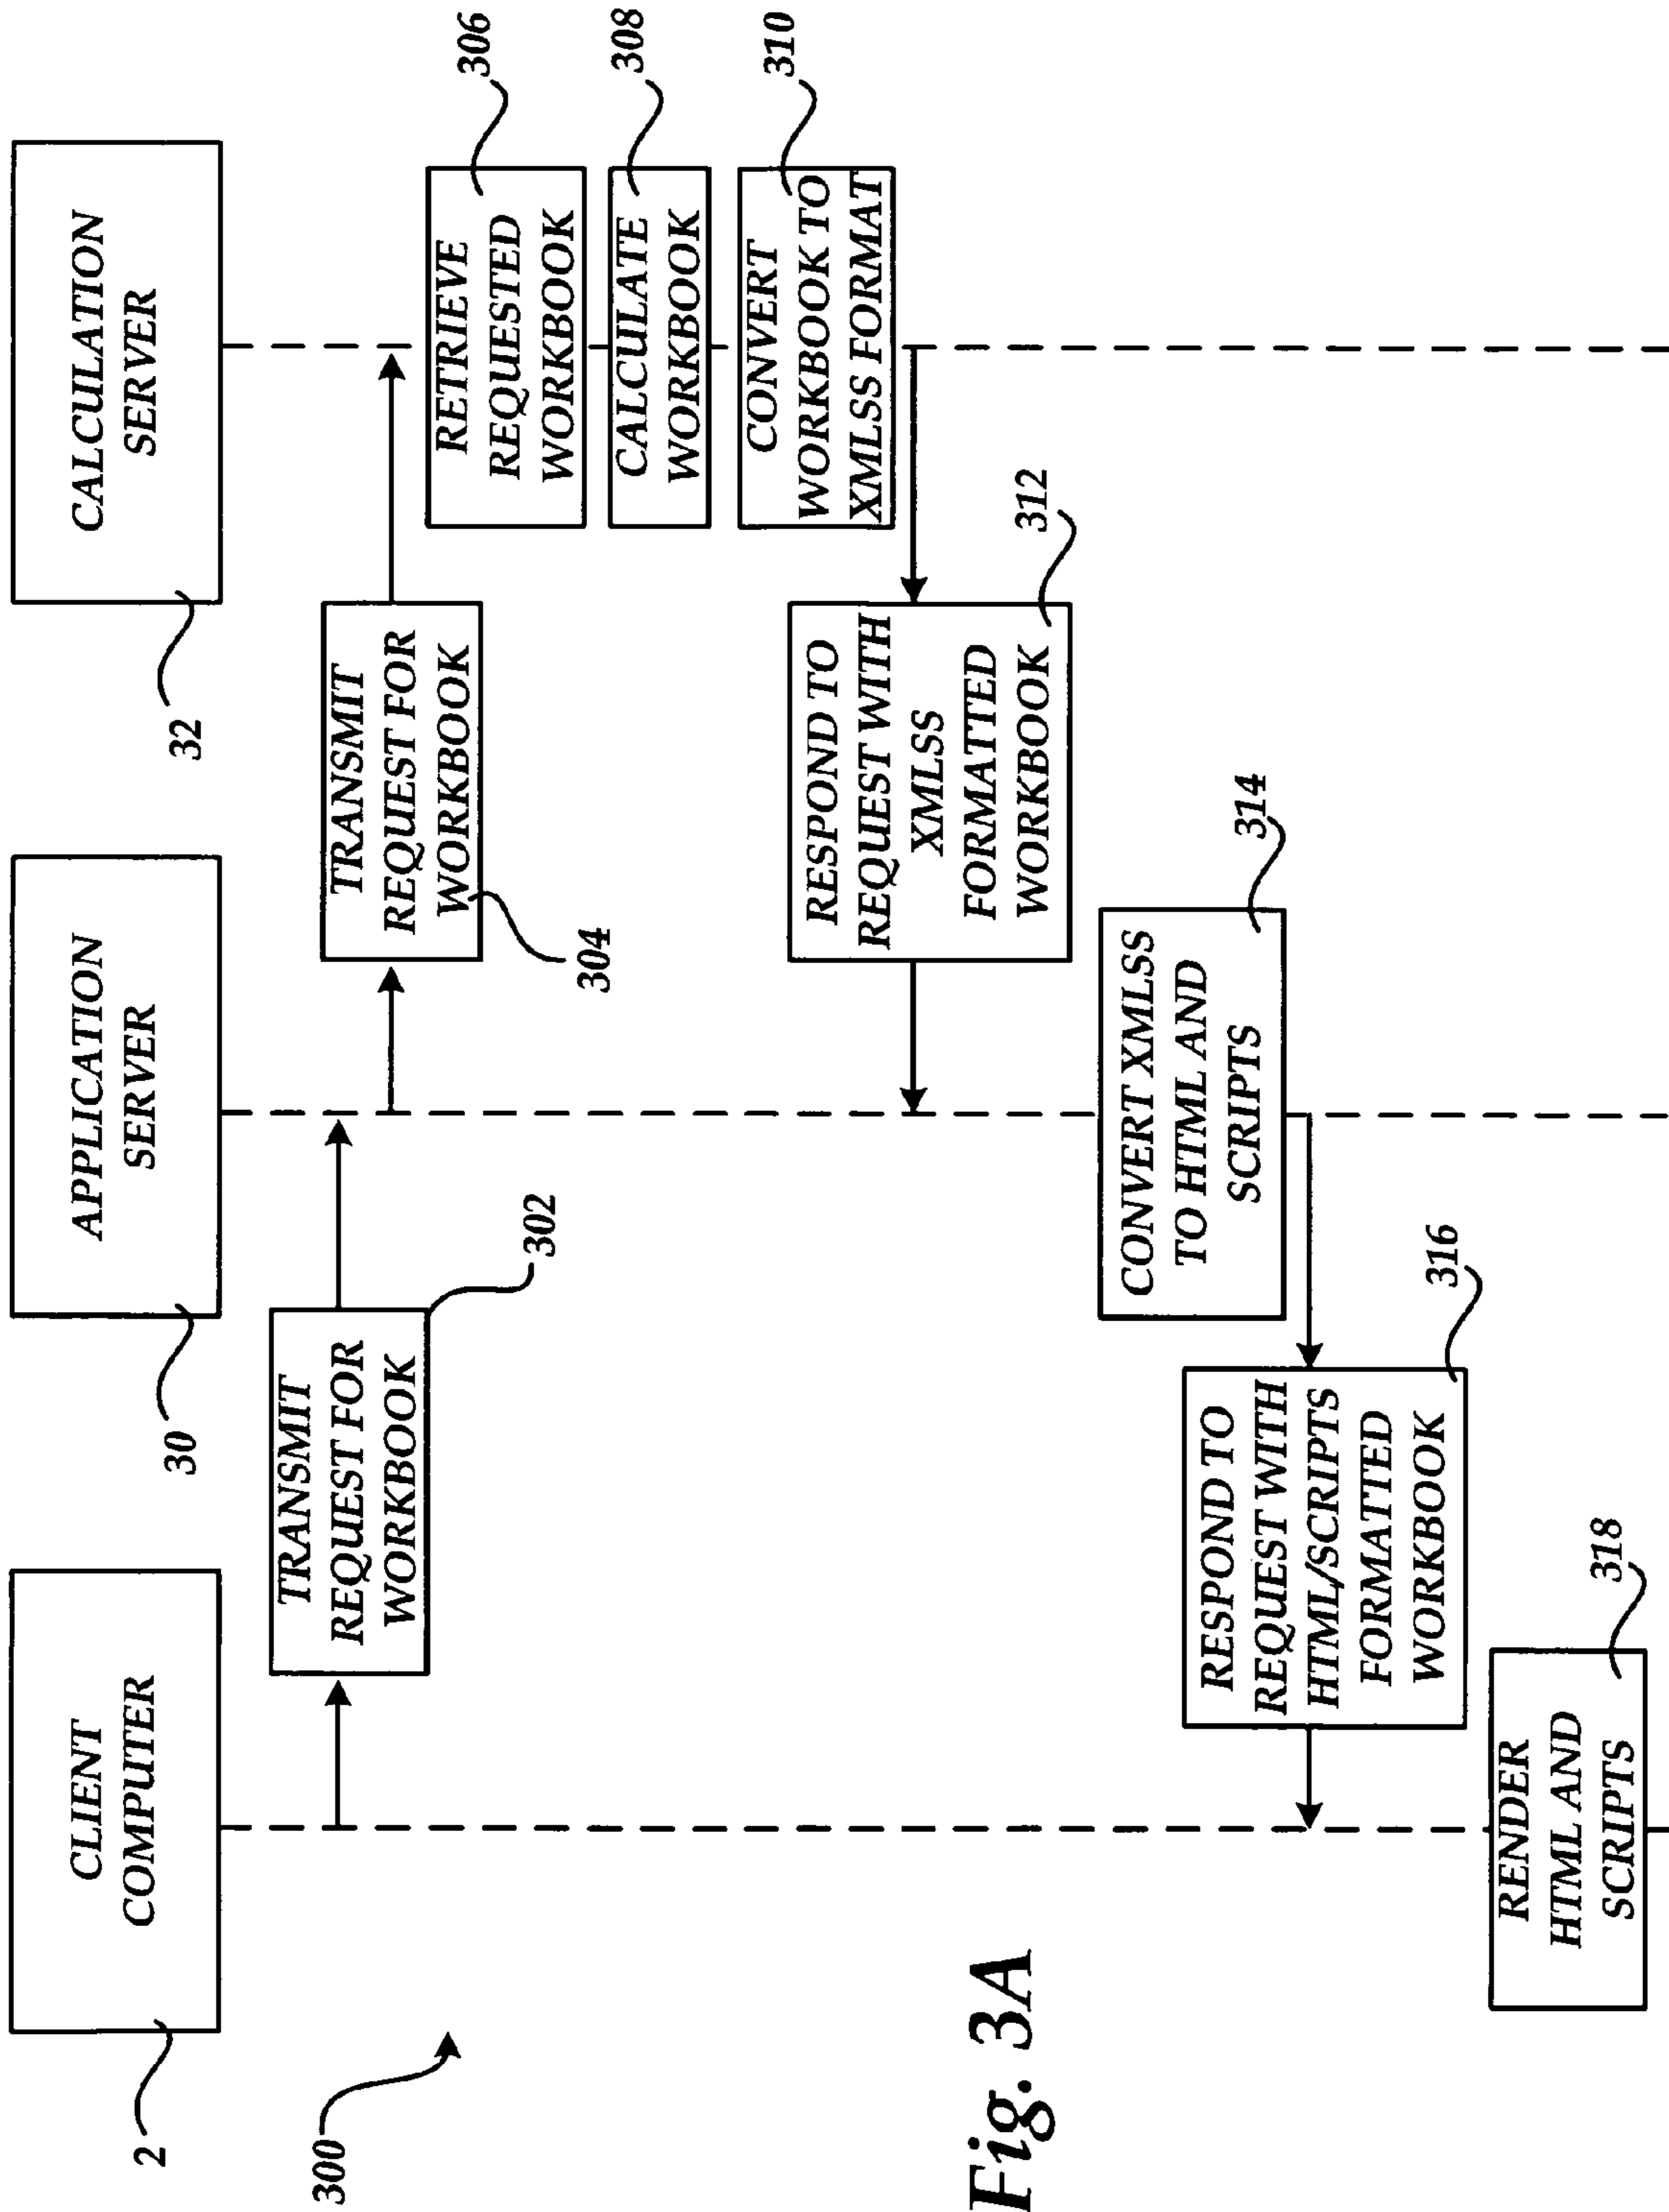 CLIENT
COMPUTER
2
APPLICATION
SERVER
30
CALCULATION
SERVER
32
300
TRANSMIT
REQUEST FOR
WORKBOOK
302
TRANSMIT
REQUEST FOR
WORKBOOK
304
RETRIEVE
REQUESTED
WORKBOOK
306
CALCULATE
WORKBOOK
308
CONVERT
WORKBOOK TO
XMLSS FORMAT
310
RESPOND TO
REQUEST WITH
XMLSS
FORMATTED
WORKBOOK
312
CONVERT XMLSS
TO HTML AND
SCRIPTS
314
RESPOND TO
REQUEST WITH
HTML/SCRIPTS
FORMATTED
WORKBOOK
316
RENDER
HTML AND
SCRIPTS
318
Fig. 3A